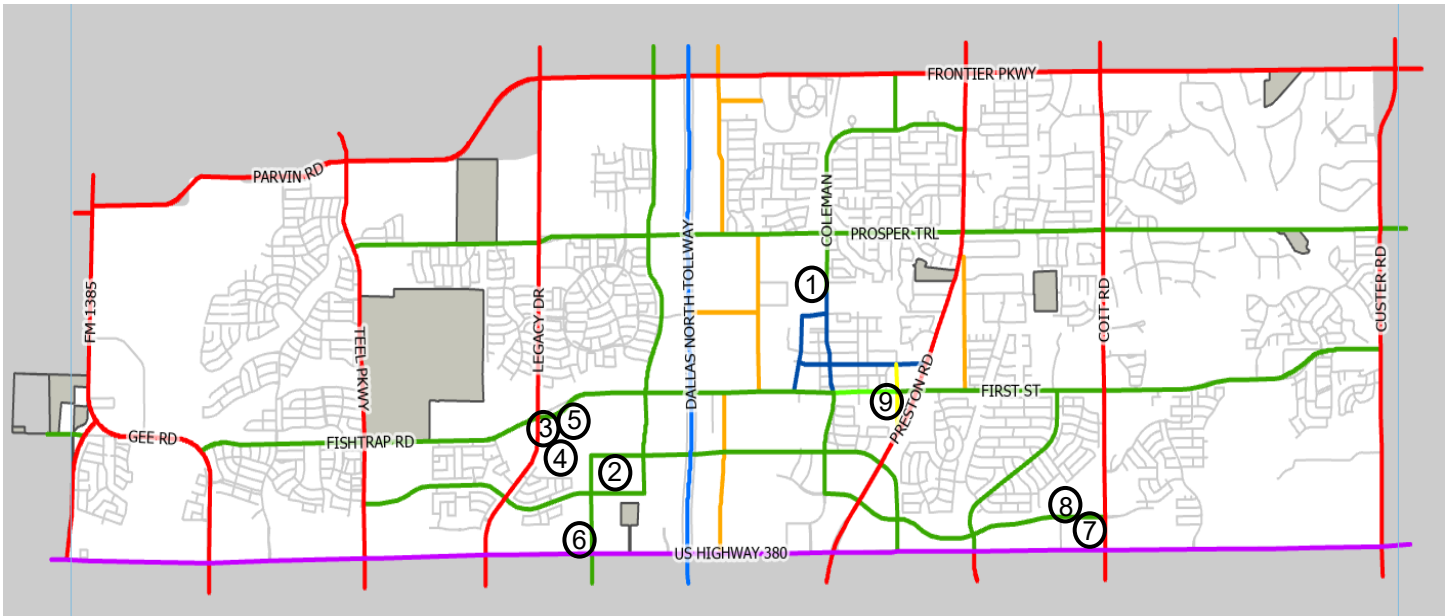 FRONTIER PKWY
PARVIN RD
COLEMAN
PROSPER TRL
DALLAS NORTH TOLLWAY
1
FM 1385
LEGACY DR
COIT RD
CUSTER RD
TEEL PKWY
PRESTON RD
FIRST ST
9
3
5
GEE RD
FISHTRAP RD
4
2
8
7
6
US HIGHWAY 380